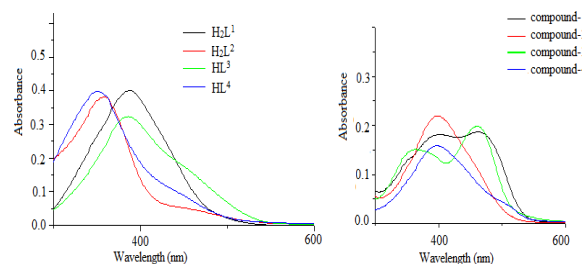 0.5
0.4
0.3
0.2
0.1
0.0
400
600
Absorbance
Wavelength (nm)
H₂L¹
H₂L²
HL³
HL⁴
0.3
0.2
0.1
0.0
400
600
Absorbance
Wavelength (nm)
compound-
compound-
compound-
compound-